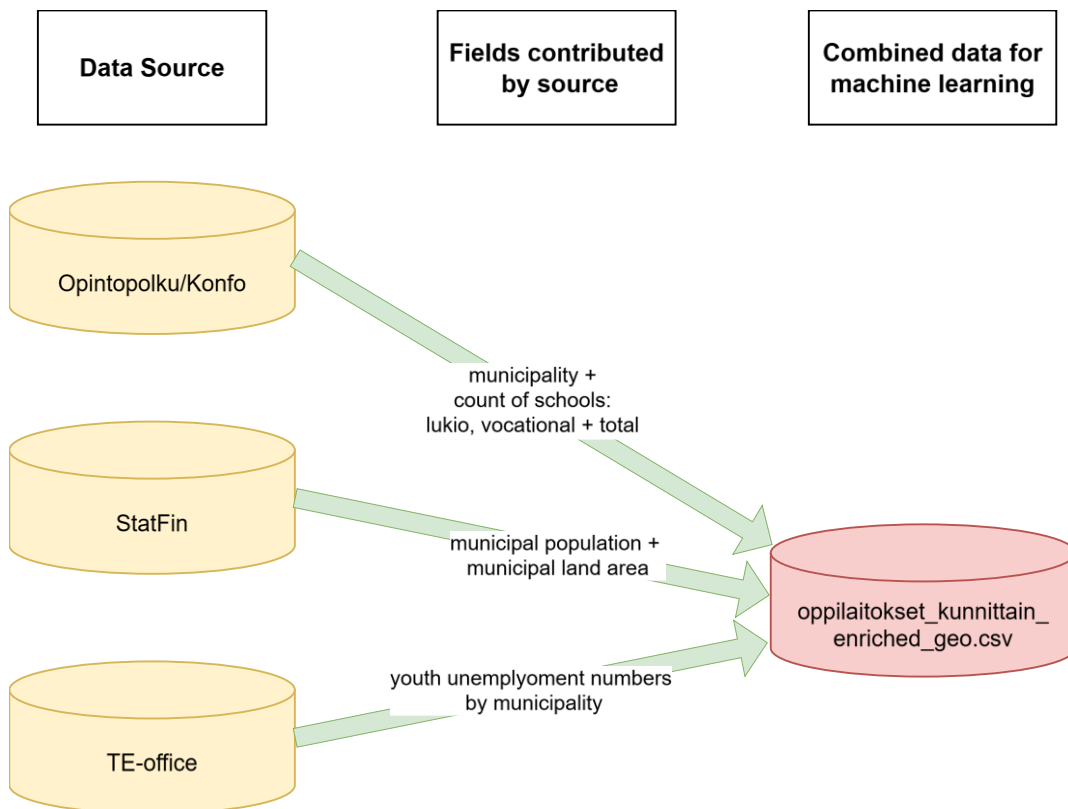 Data Source
Fields contributed
by source
Combined data for
machine learning
Opintopolku/Konfo
municipality +
count of schools:
lukio, vocational + total
StatFin
municipal population +
municipal land area
oppilaitokset_kunnittain_
enriched_geo.csv
youth unemplyoment numbers
by municipality
TE-office